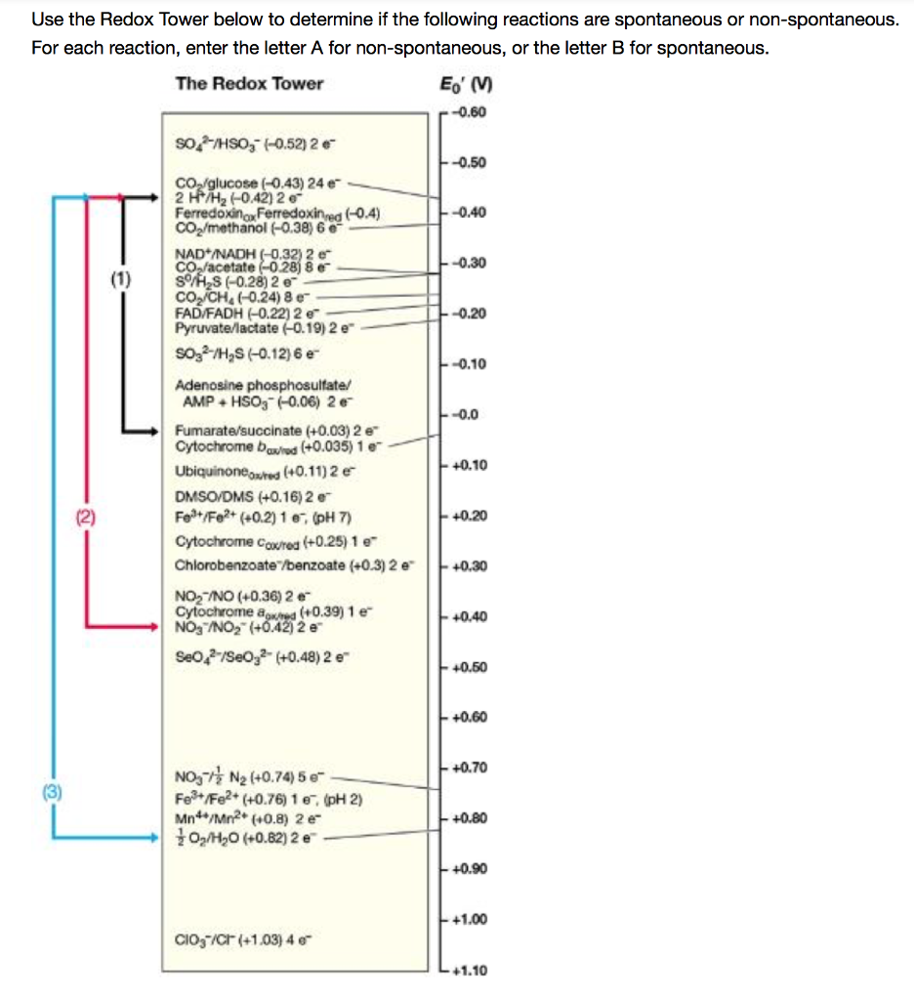 Use the Redox Tower below to determine if the following reactions are spontaneous or non-spontaneous.
For each reaction, enter the letter A for non-spontaneous, or the letter B for spontaneous.
The Redox Tower E₀' (V)
-0.60
SO₄²⁻/HSO₃⁻ (-0.52) 2 e⁻
-0.50
CO₂/glucose (-0.43) 24 e⁻
2 H⁺/H₂ (-0.42) 2 e⁻
Ferredoxinₒₓ/Ferredoxin_red (-0.4)
-0.40
CO₂/methanol (-0.38) 6 e⁻
NAD⁺/NADH (-0.32) 2 e⁻
CO₂/acetate (-0.28) 8 e⁻
-0.30
(1)
S⁰/H₂S (-0.28) 2 e⁻
CO₂/CH₄ (-0.24) 8 e⁻
FAD/FADH (-0.22) 2 e⁻
-0.20
Pyruvate/lactate (-0.19) 2 e⁻
SO₃²⁻/H₂S (-0.12) 6 e⁻
-0.10
Adenosine phosphosulfate/
AMP + HSO₃⁻ (-0.06) 2 e⁻
-0.0
Fumarate/succinate (+0.03) 2 e⁻
Cytochrome b_ox/red (+0.035) 1 e⁻
+0.10
Ubiquinone_ox/red (+0.11) 2 e⁻
DMSO/DMS (+0.16) 2 e⁻
(2)
Fe³⁺/Fe²⁺ (+0.2) 1 e⁻, (pH 7)
+0.20
Cytochrome c_ox/red (+0.25) 1 e⁻
Chlorobenzoate⁻/benzoate (+0.3) 2 e⁻
+0.30
NO₂⁻/NO (+0.36) 2 e⁻
Cytochrome a_ox/red (+0.39) 1 e⁻
+0.40
NO₃⁻/NO₂⁻ (+0.42) 2 e⁻
SeO₄²⁻/SeO₃²⁻ (+0.48) 2 e⁻
+0.50
+0.60
+0.70
NO₃⁻/½ N₂ (+0.74) 5 e⁻
(3)
Fe³⁺/Fe²⁺ (+0.76) 1 e⁻, (pH 2)
Mn⁴⁺/Mn²⁺ (+0.8) 2 e⁻
+0.80
½ O₂/H₂O (+0.82) 2 e⁻
+0.90
+1.00
ClO₃⁻/Cl⁻ (+1.03) 4 e⁻
+1.10